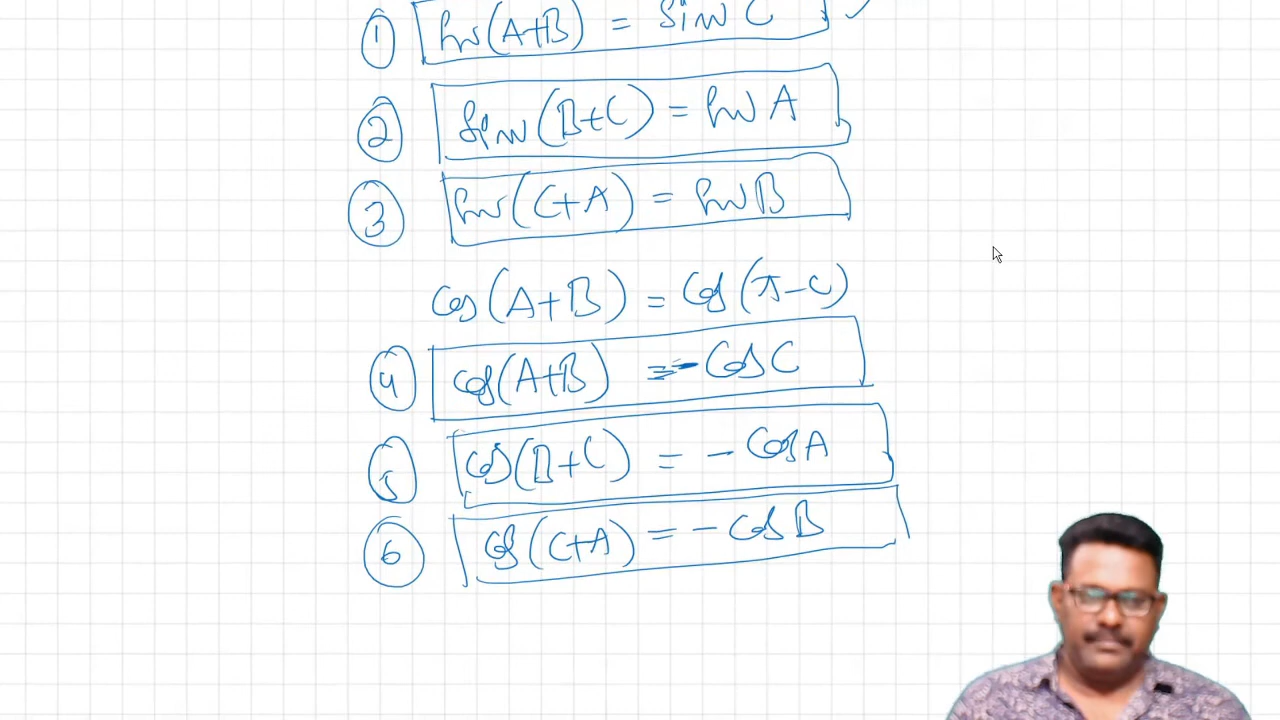 ① sin(A+B) = sin C
② sin(B+C) = sin A
③ sin(C+A) = sin B
cos(A+B) = cos(π-C)
④ cos(A+B) = -cos C
⑤ cos(B+C) = -cos A
⑥ cos(C+A) = -cos B